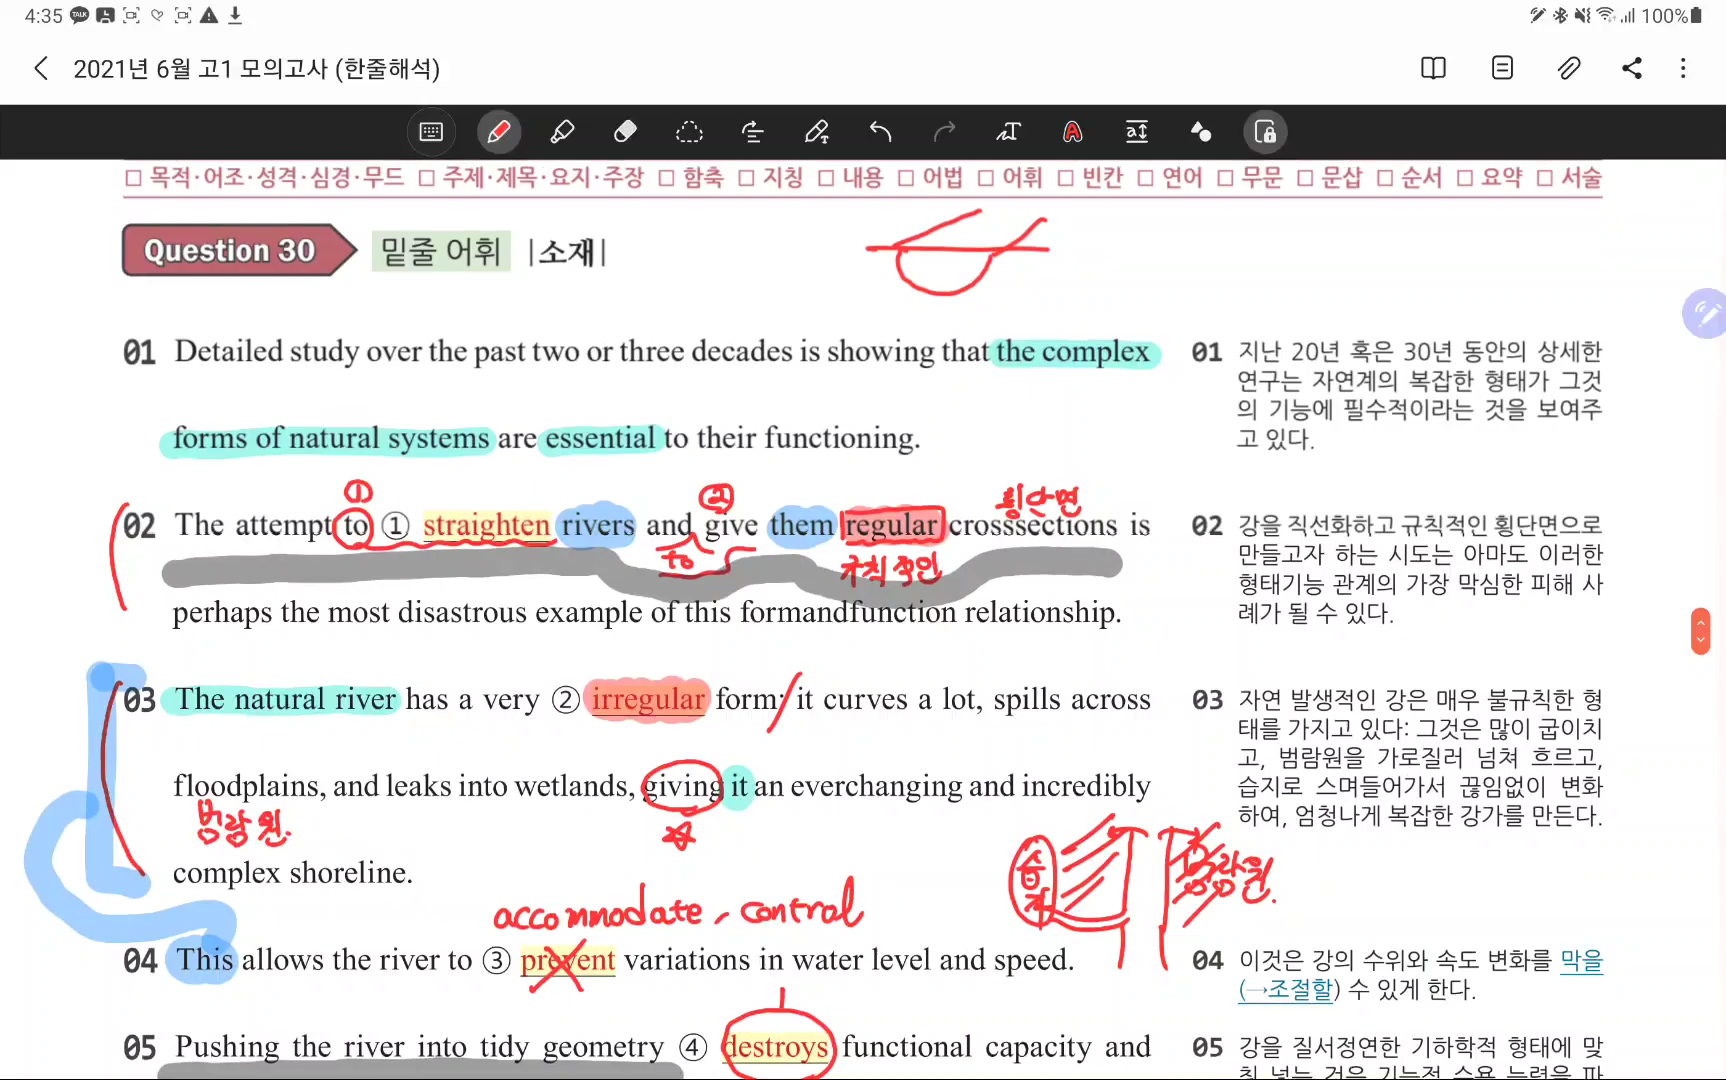 4:35
100%
2021년 6월 고1 모의고사 (한줄해석)
□ 목적·어조·성격·심경·무드 □ 주제·제목·요지·주장 □ 함축 □ 지칭 □ 내용 □ 어법 □ 어휘 □ 빈칸 □ 연어 □ 무문 □ 문삽 □ 순서 □ 요약 □ 서술
Question 30 밑줄 어휘 |소재|
01 Detailed study over the past two or three decades is showing that the complex
forms of natural systems are essential to their functioning.
01 지난 20년 혹은 30년 동안의 상세한
연구는 자연계의 복잡한 형태가 그것
의 기능에 필수적이라는 것을 보여주
고 있다.
① ② 횡단면
02 The attempt to ① straighten rivers and give them regular crosssections is
to 규칙적인
perhaps the most disastrous example of this formandfunction relationship.
02 강을 직선화하고 규칙적인 횡단면으로
만들고자 하는 시도는 아마도 이러한
형태기능 관계의 가장 막심한 피해 사
례가 될 수 있다.
03 The natural river has a very ② irregular form: it curves a lot, spills across
floodplains, and leaks into wetlands, giving it an everchanging and incredibly
범람원.
complex shoreline.
03 자연 발생적인 강은 매우 불규칙한 형
태를 가지고 있다: 그것은 많이 굽이치
고, 범람원을 가로질러 넘쳐 흐르고,
습지로 스며들어가서 끊임없이 변화
하여, 엄청나게 복잡한 강가를 만든다.
습지 범람원.
accommodate, control
04 This allows the river to ③ prevent variations in water level and speed.
04 이것은 강의 수위와 속도 변화를 막을
(→조절할) 수 있게 한다.
05 Pushing the river into tidy geometry ④ destroys functional capacity and
05 강을 질서정연한 기하학적 형태에 맞